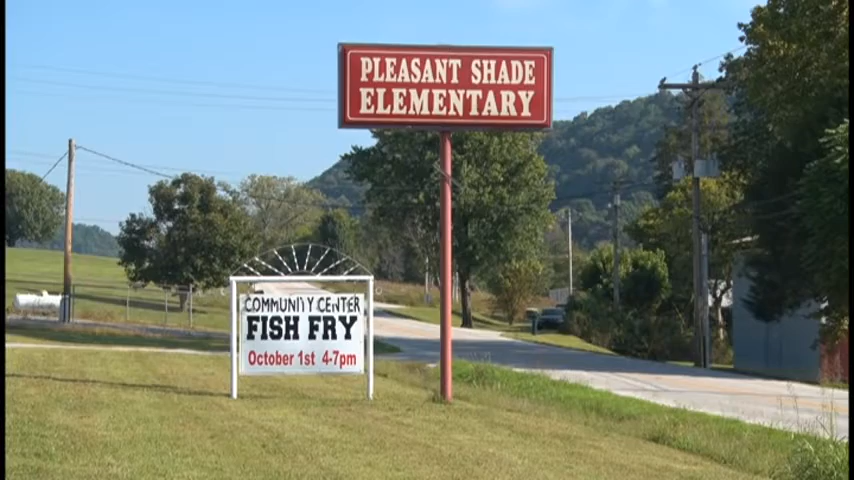 PLEASANT SHADE
ELEMENTARY
COMMUNITY CENTER
FISH FRY
October 1st 4-7pm